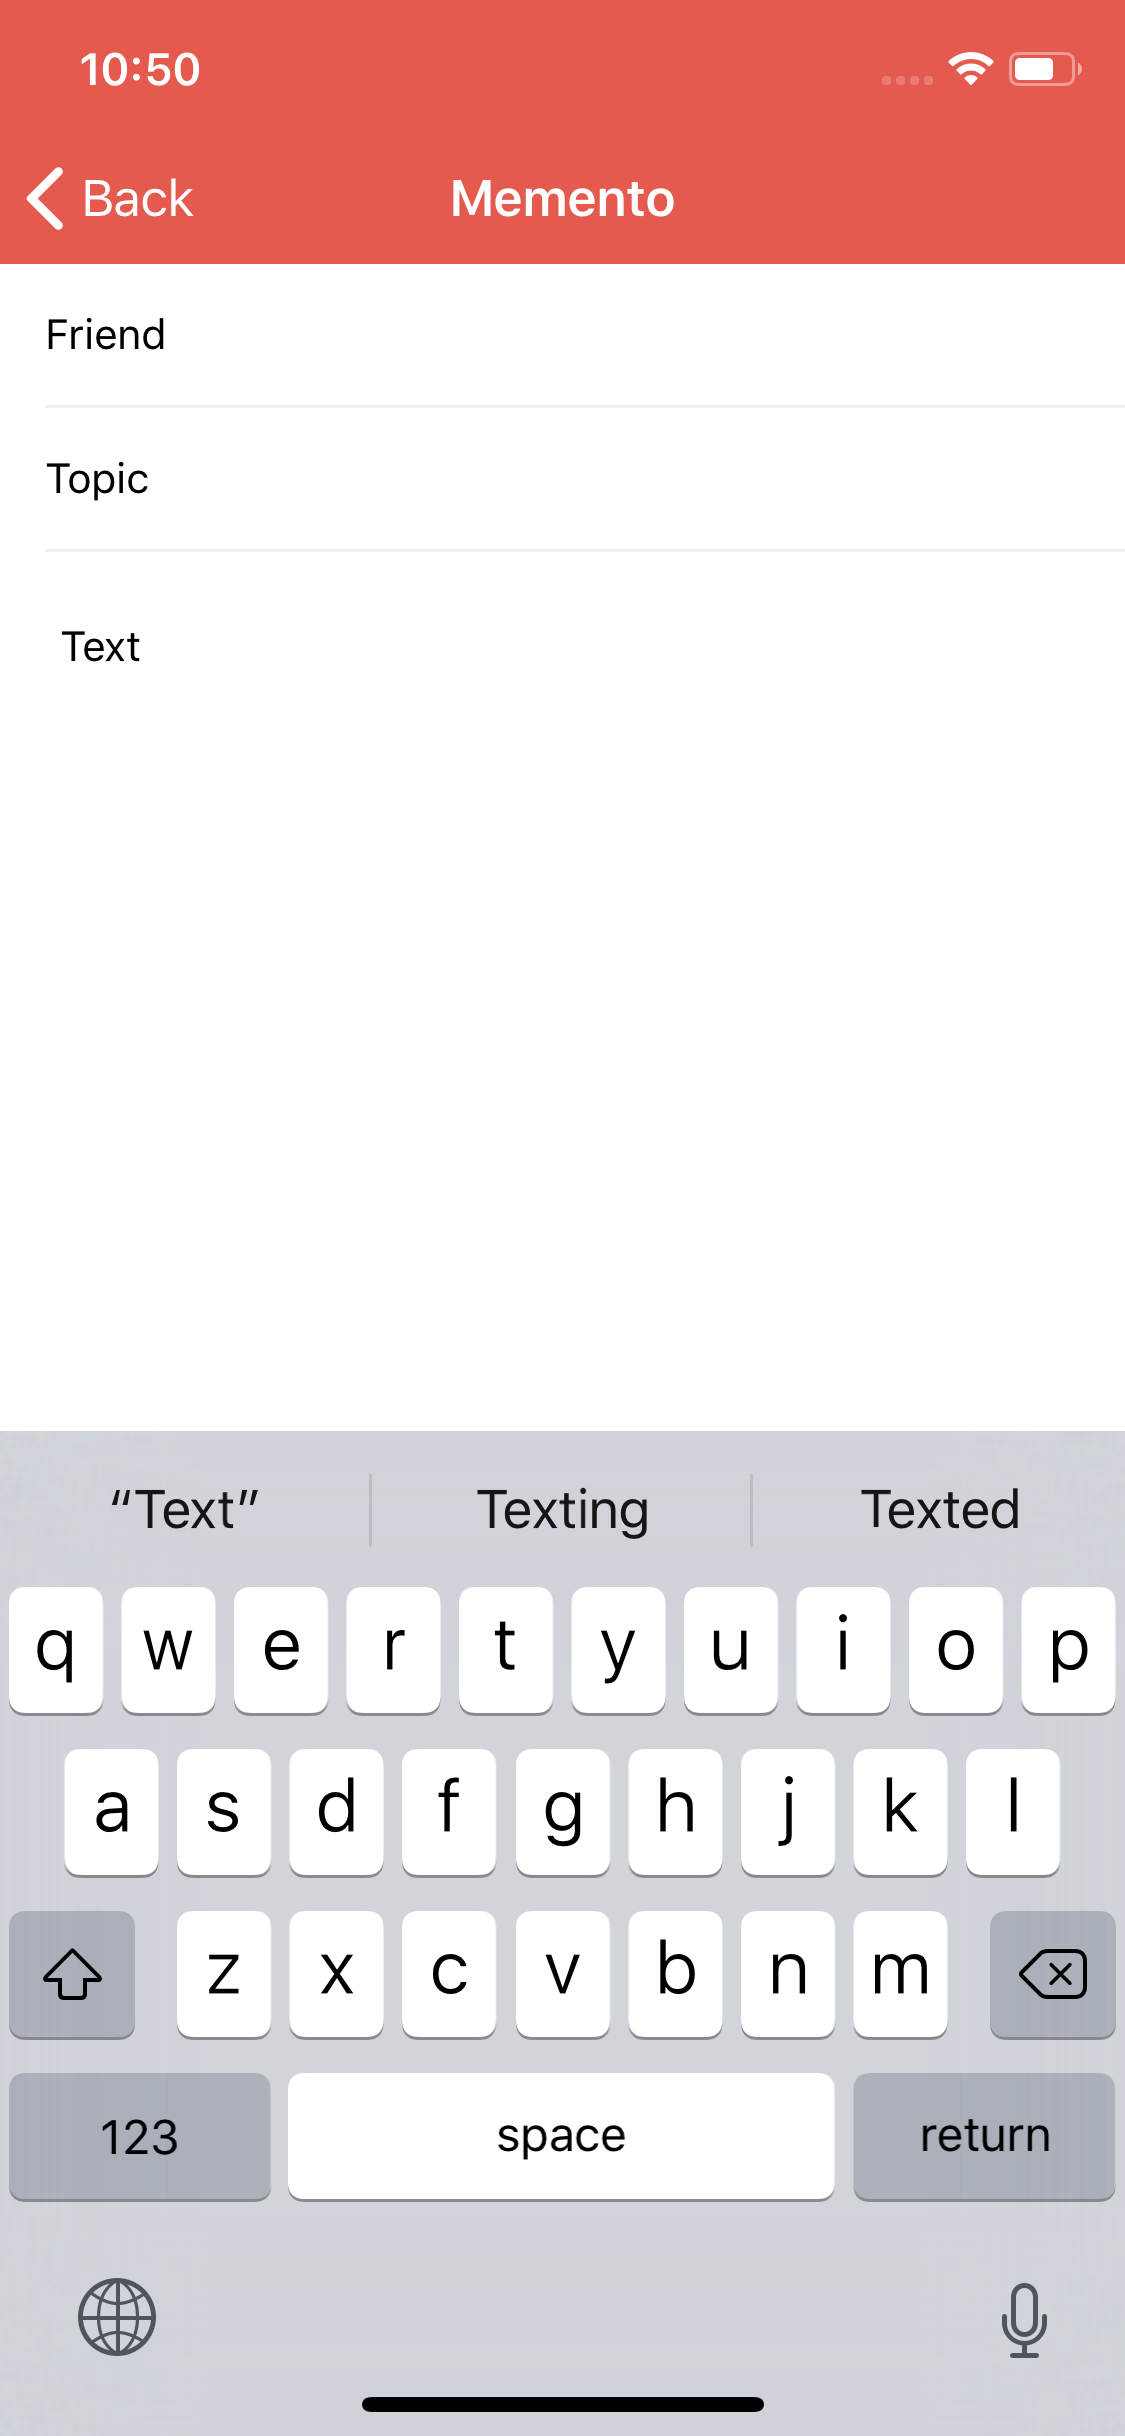 10:50
Back Memento
Friend
Topic
Text
“Text” Texting Texted
q w e r t y u i o p
a s d f g h j k l
z x c v b n m
123 space return